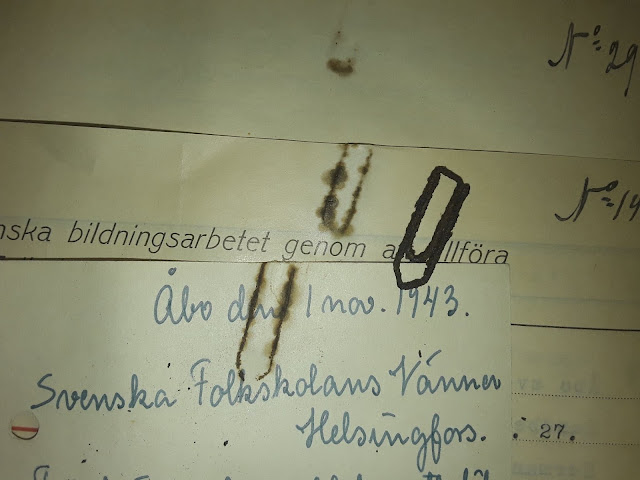 Nº 29
Nº 14
nska bildningsarbetet genom a llföra
Åbo den 1 nov. 1943.
Svenska Folkskolans Vänner
Helsingfors.
. 27.